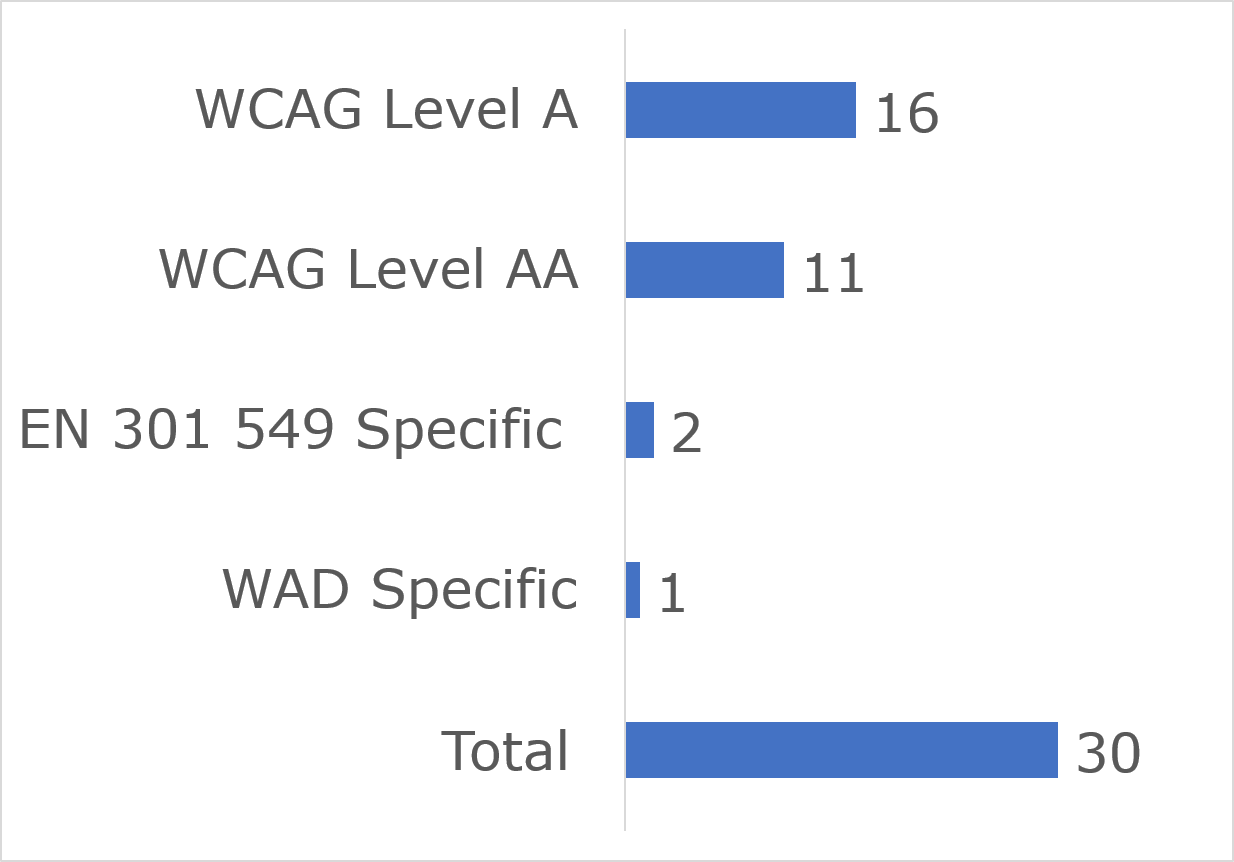 WCAG Level A 16
WCAG Level AA 11
EN 301 549 Specific 2
WAD Specific 1
Total 30